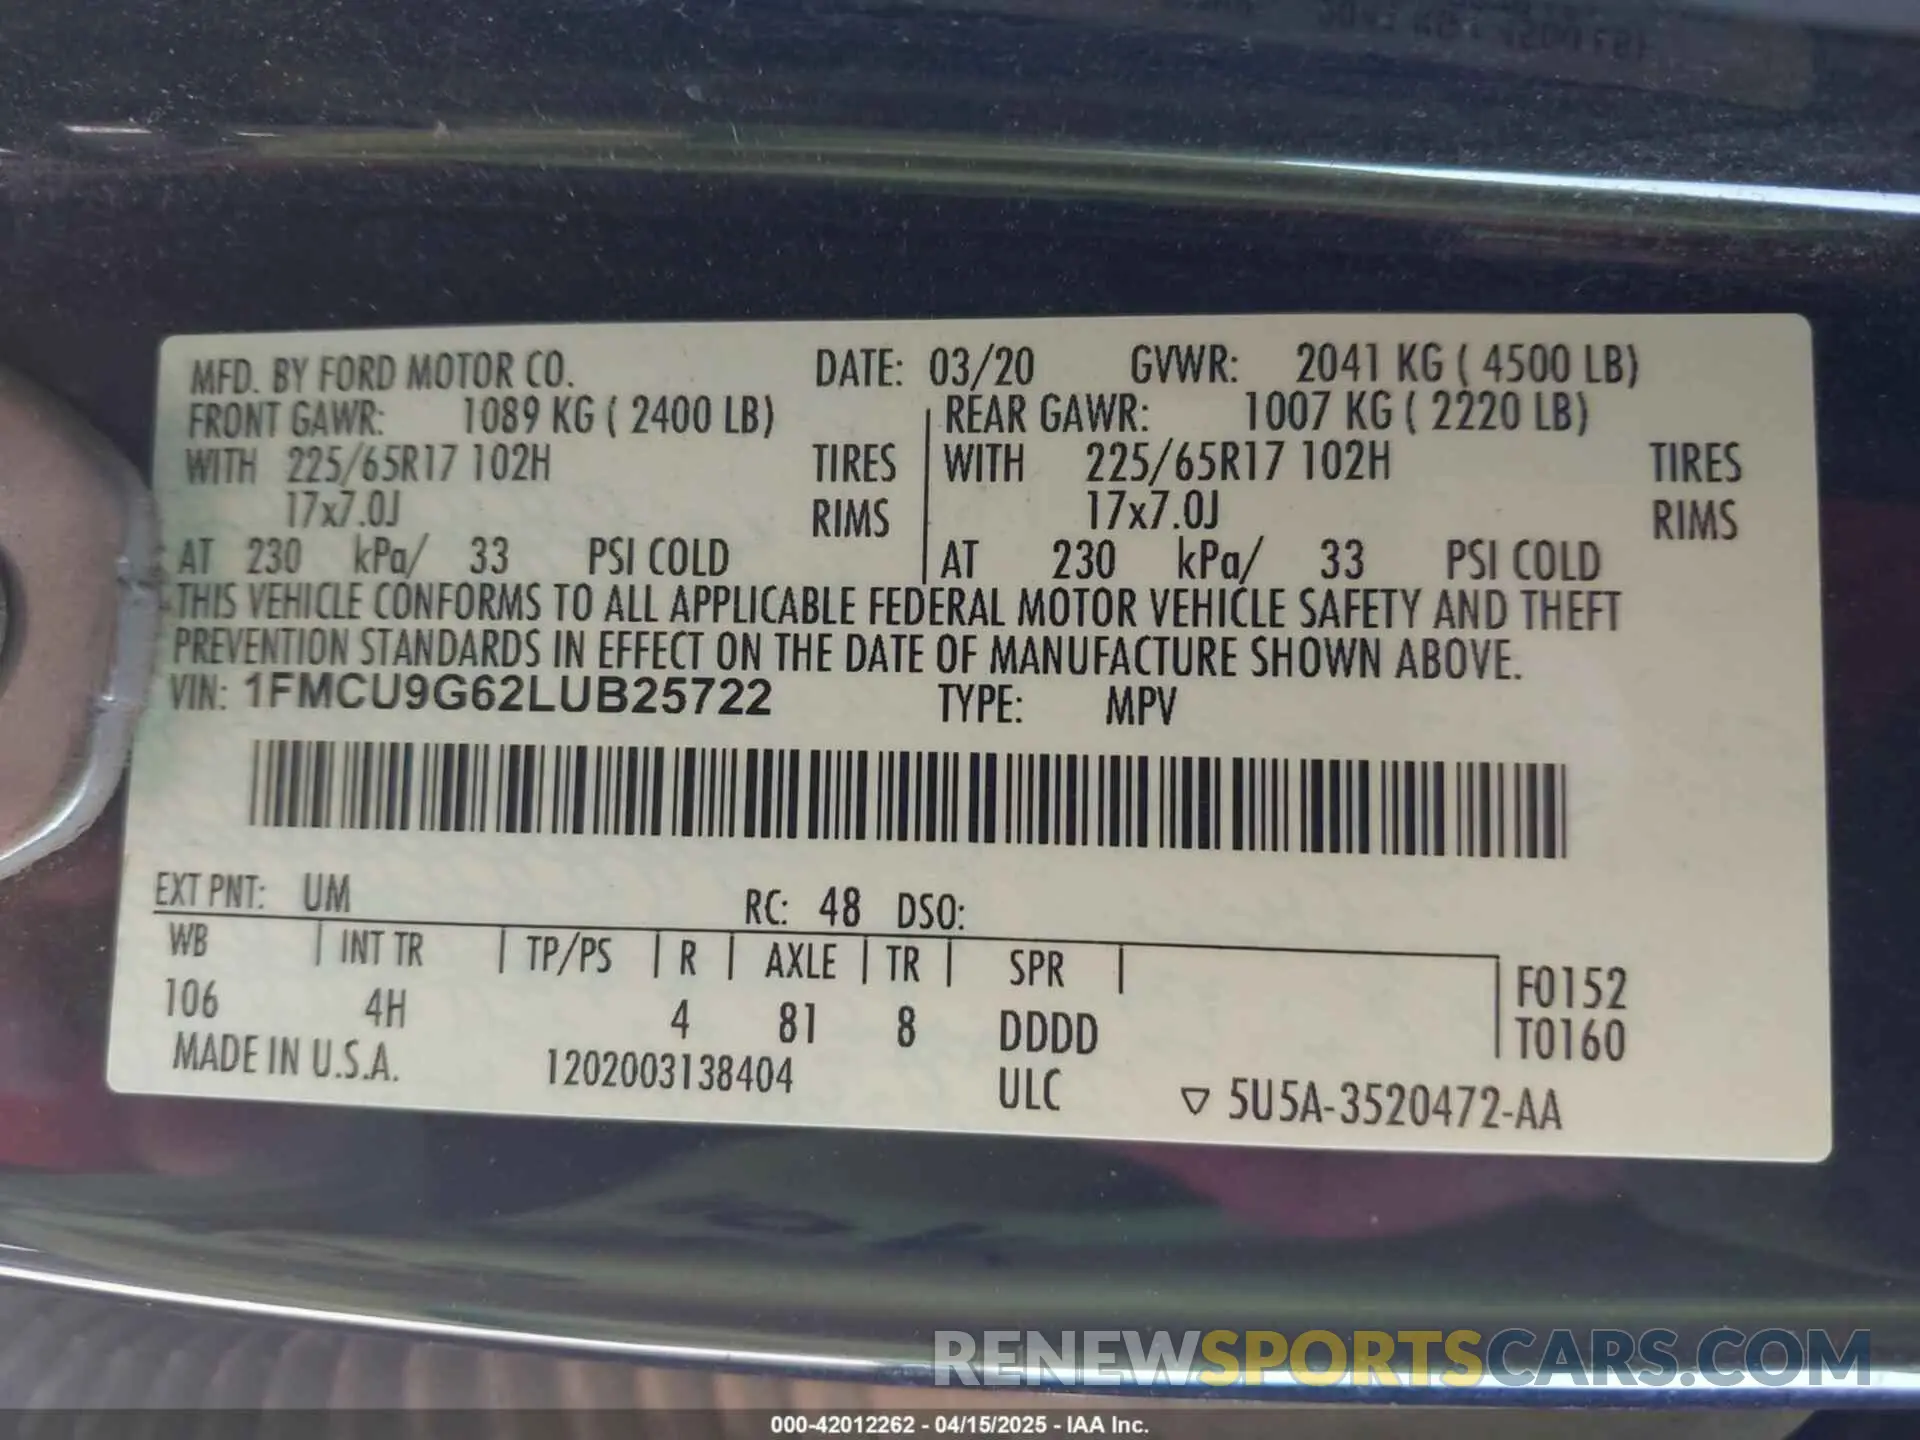 MFD. BY FORD MOTOR CO. DATE: 03/20 GVWR: 2041 KG ( 4500 LB)
FRONT GAWR: 1089 KG ( 2400 LB) REAR GAWR: 1007 KG ( 2220 LB)
WITH 225/65R17 102H TIRES WITH 225/65R17 102H TIRES
17x7.0J RIMS 17x7.0J RIMS
AT 230 kPa/ 33 PSI COLD AT 230 kPa/ 33 PSI COLD
THIS VEHICLE CONFORMS TO ALL APPLICABLE FEDERAL MOTOR VEHICLE SAFETY AND THEFT
PREVENTION STANDARDS IN EFFECT ON THE DATE OF MANUFACTURE SHOWN ABOVE.
VIN: 1FMCU9G62LUB25722 TYPE: MPV
EXT PNT: UM RC: 48 DSO:
WB INT TR TP/PS R AXLE TR SPR F0152
106 4H 4 81 8 DDDD T0160
MADE IN U.S.A. 1202003138404 ULC ▽ 5U5A-3520472-AA
RENEWSPORTSCARS.COM
000-42012262 - 04/15/2025 - IAA Inc.